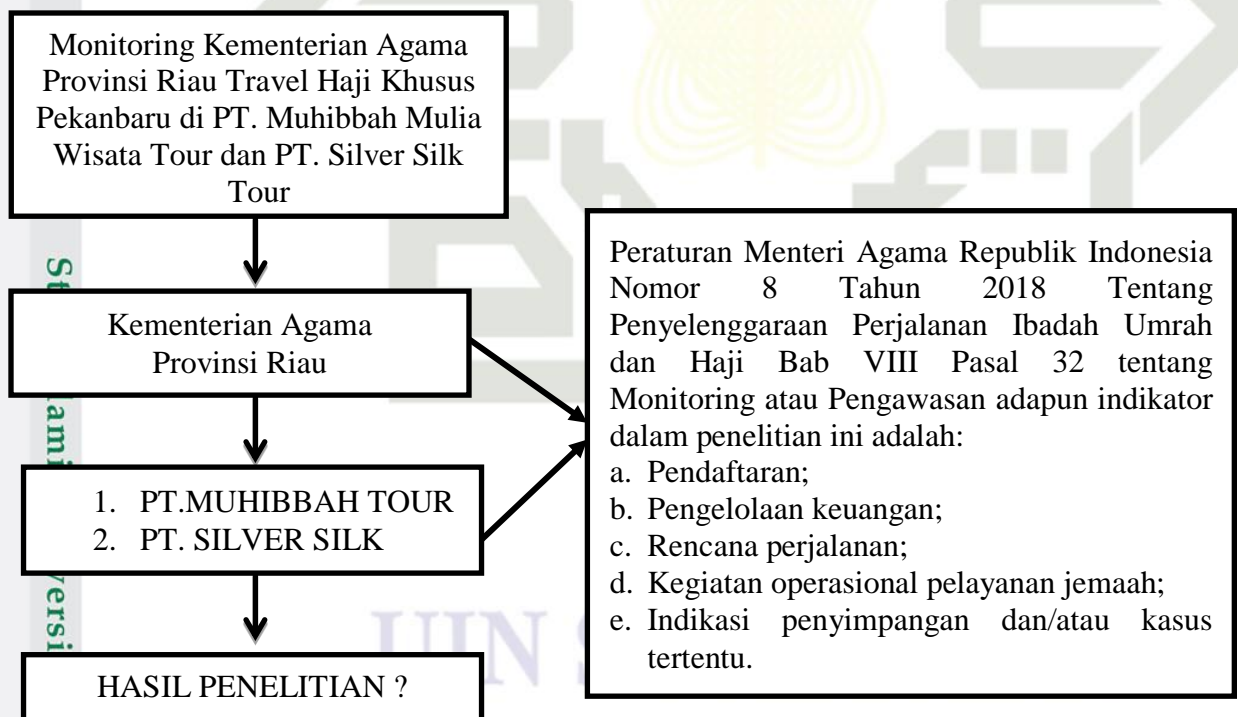 Monitoring Kementerian Agama
Provinsi Riau Travel Haji Khusus
Pekanbaru di PT. Muhibbah Mulia
Wisata Tour dan PT. Silver Silk
Tour
Kementerian Agama
Provinsi Riau
1. PT.MUHIBBAH TOUR
2. PT. SILVER SILK
HASIL PENELITIAN ?
Peraturan Menteri Agama Republik Indonesia
Nomor 8 Tahun 2018 Tentang
Penyelenggaraan Perjalanan Ibadah Umrah
dan Haji Bab VIII Pasal 32 tentang
Monitoring atau Pengawasan adapun indikator
dalam penelitian ini adalah:
a. Pendaftaran;
b. Pengelolaan keuangan;
c. Rencana perjalanan;
d. Kegiatan operasional pelayanan jemaah;
e. Indikasi penyimpangan dan/atau kasus
tertentu.
UIN S